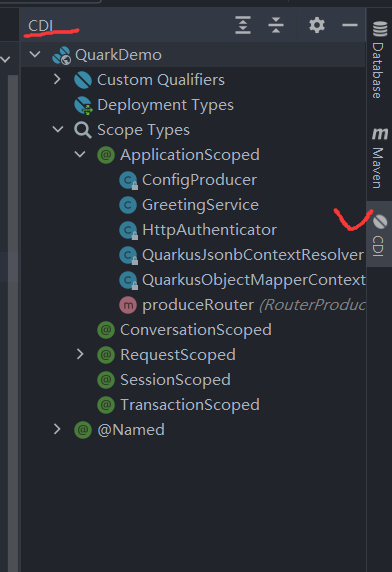 CDI
QuarkDemo
Custom Qualifiers
Deployment Types
Scope Types
ApplicationScoped
ConfigProducer
GreetingService
HttpAuthenticator
QuarkusJsonbContextResolver
QuarkusObjectMapperContext
produceRouter (RouterProduc
ConversationScoped
RequestScoped
SessionScoped
TransactionScoped
@Named
Database
Maven
CDI